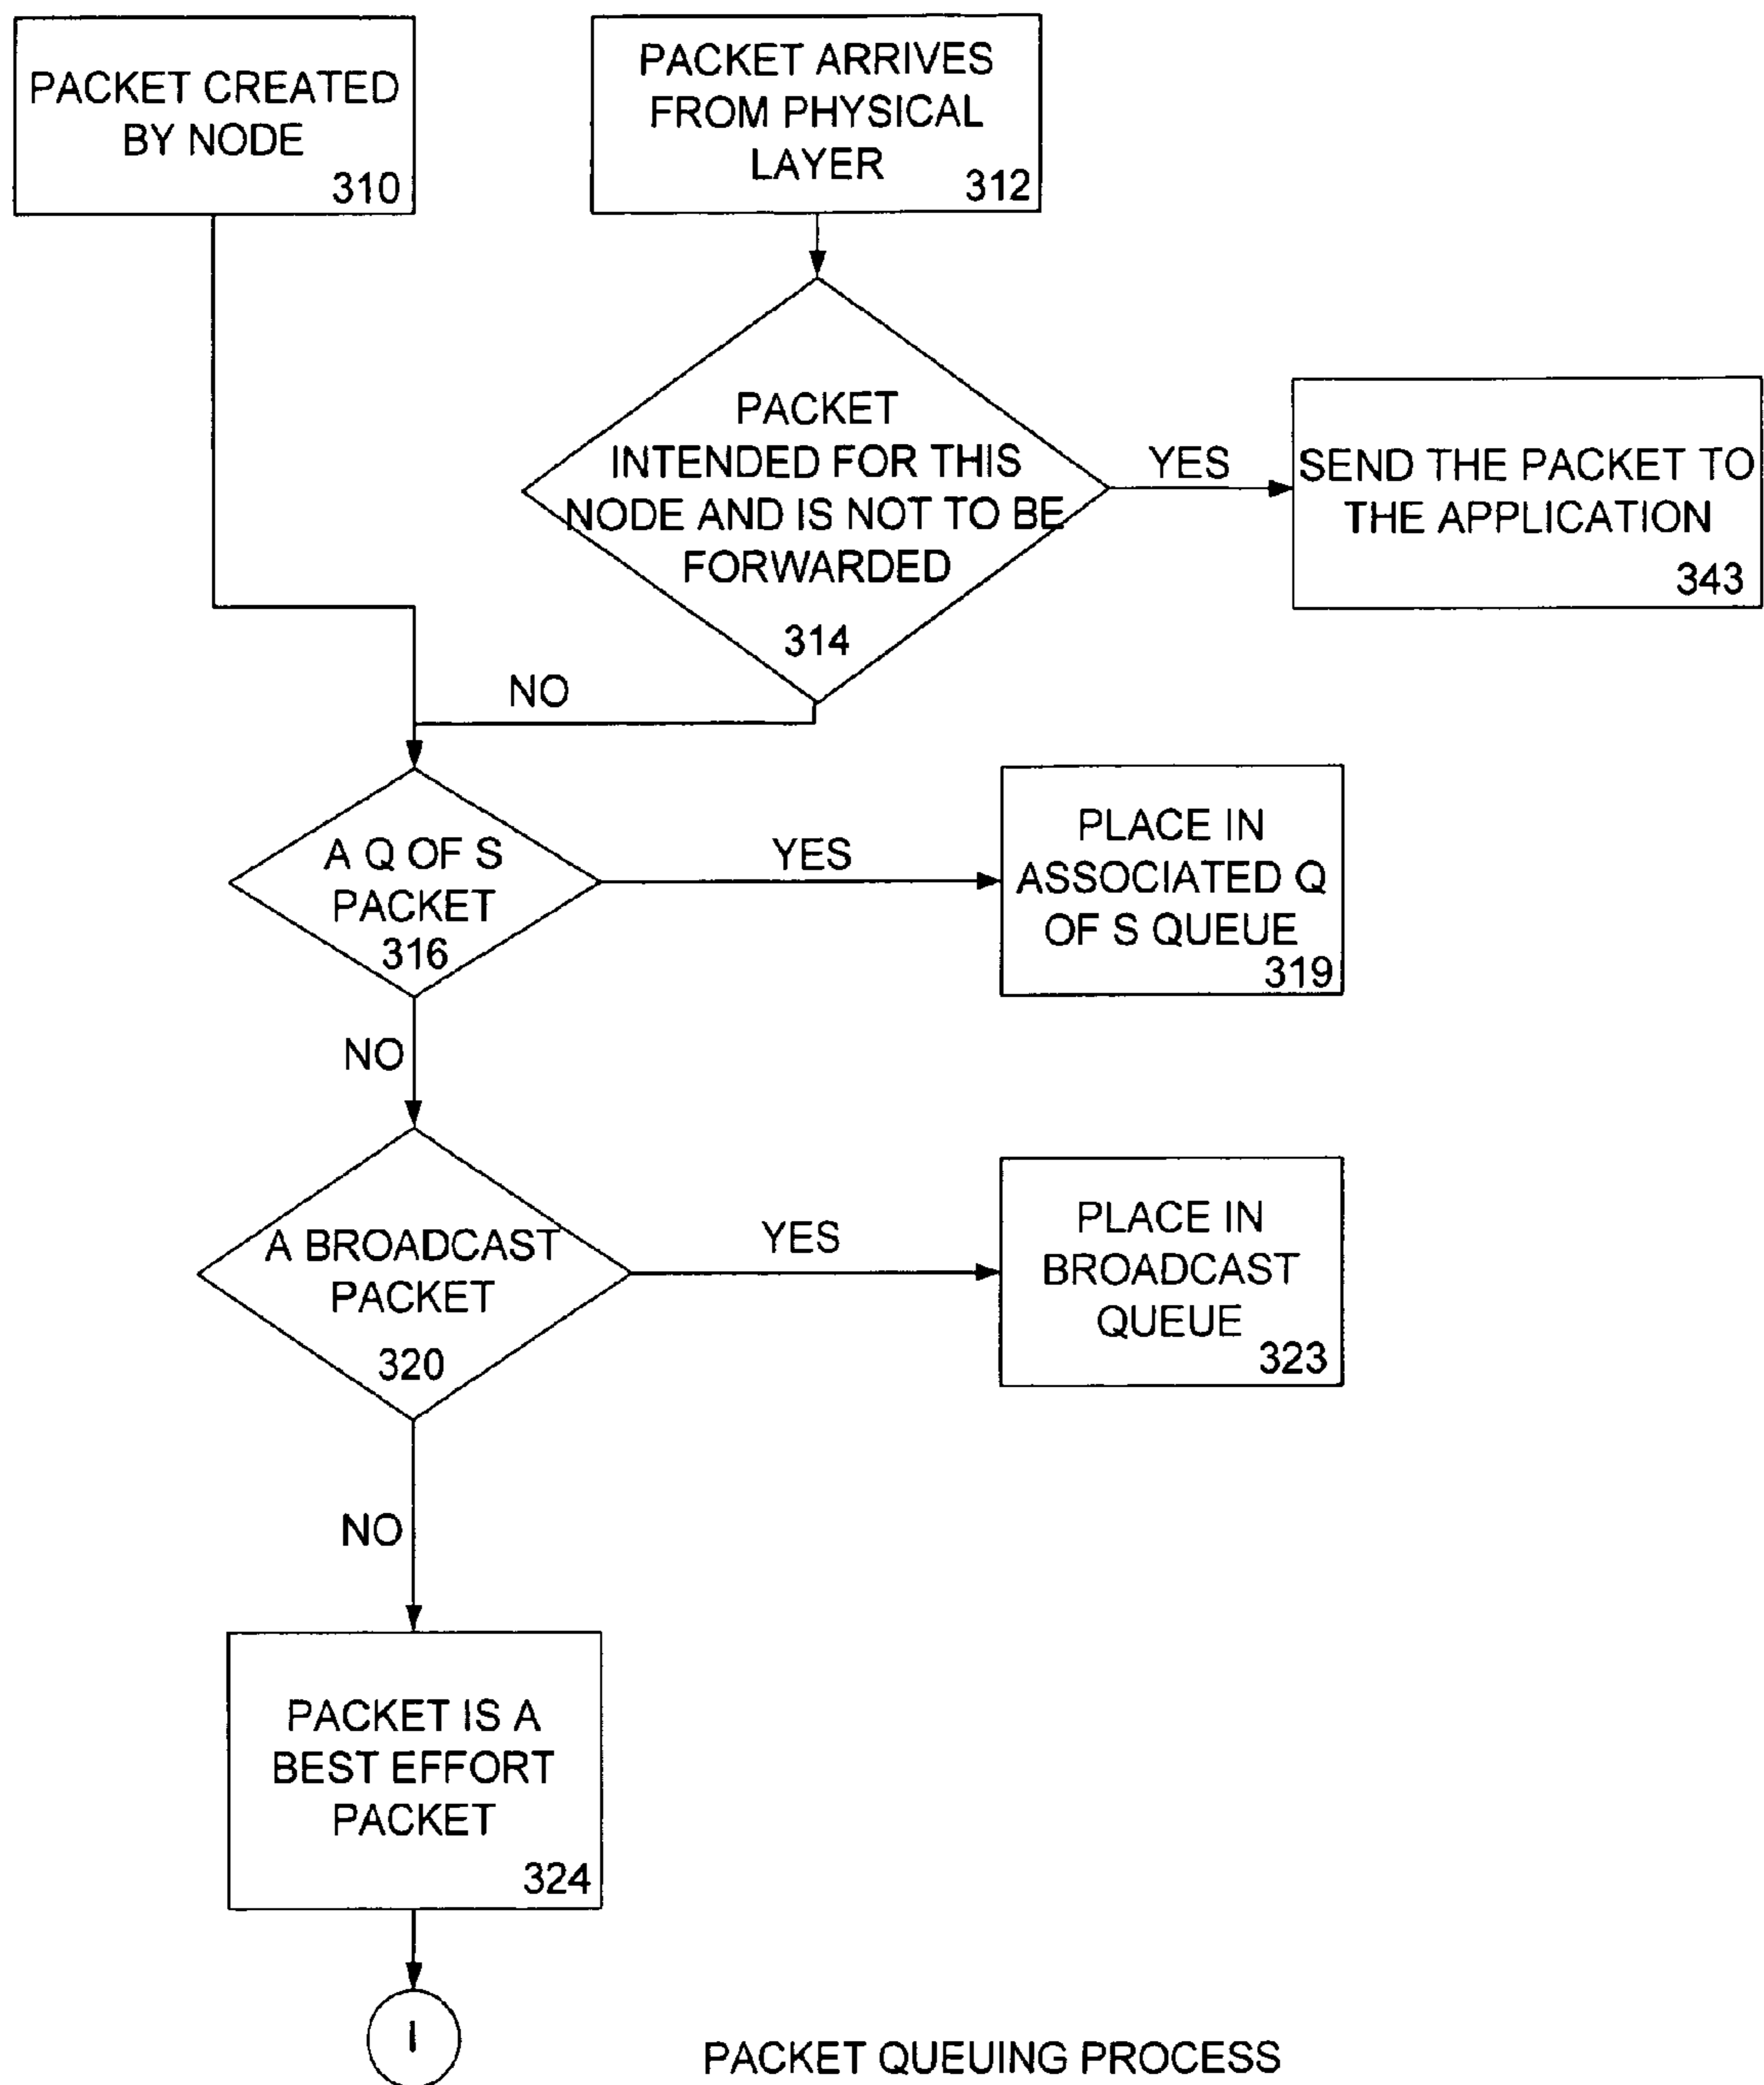 PACKET CREATED
BY NODE
310
PACKET ARRIVES
FROM PHYSICAL
LAYER
312
PACKET
INTENDED FOR THIS
NODE AND IS NOT TO BE
FORWARDED
314
YES
SEND THE PACKET TO
THE APPLICATION
343
NO
A Q OF S
PACKET
316
YES
PLACE IN
ASSOCIATED Q
OF S QUEUE
319
NO
A BROADCAST
PACKET
320
YES
PLACE IN
BROADCAST
QUEUE
323
NO
PACKET IS A
BEST EFFORT
PACKET
324
I
PACKET QUEUING PROCESS